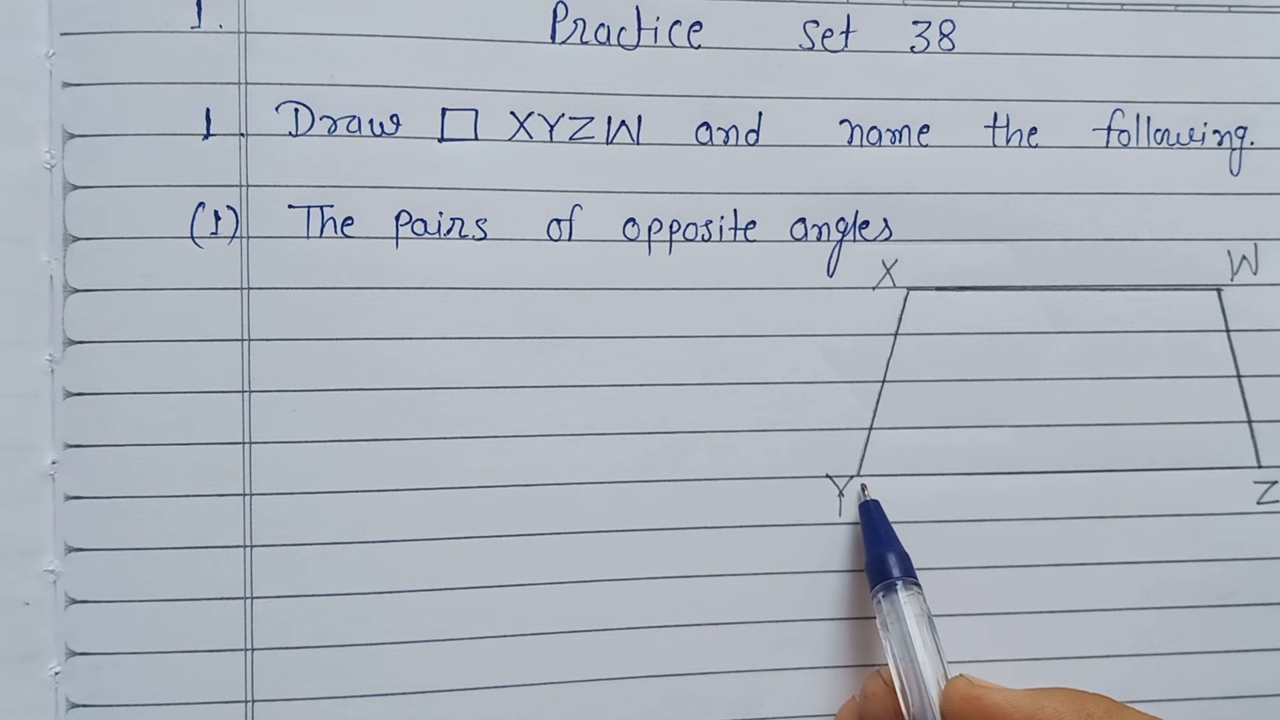 1.
Practice Set 38
1. Draw □ XYZW and name the following.
(1) The pairs of opposite angles
X W
Y Z